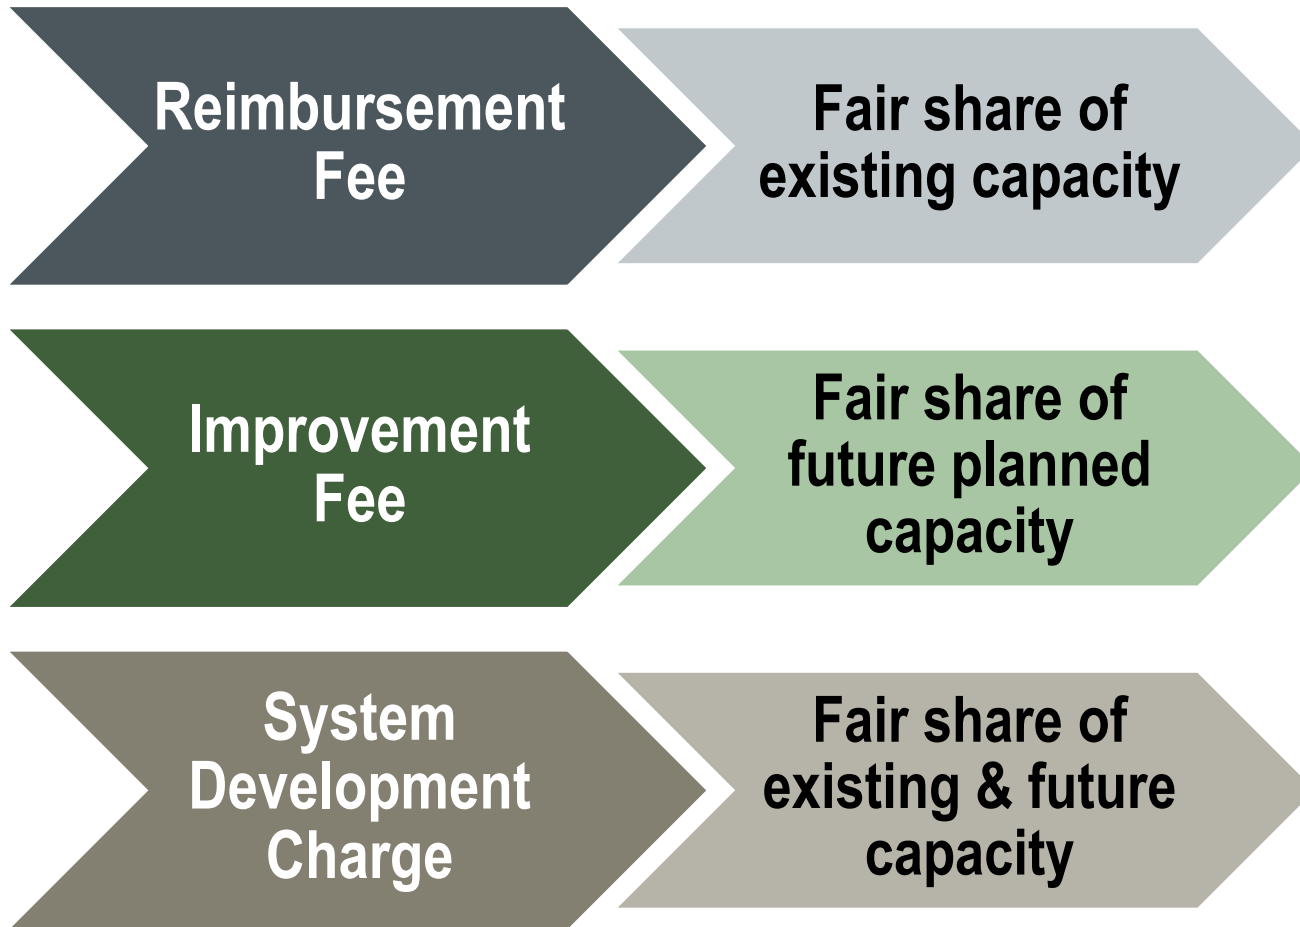 Reimbursement
Fee
Fair share of
existing capacity
Improvement
Fee
Fair share of
future planned
capacity
System
Development
Charge
Fair share of
existing & future
capacity